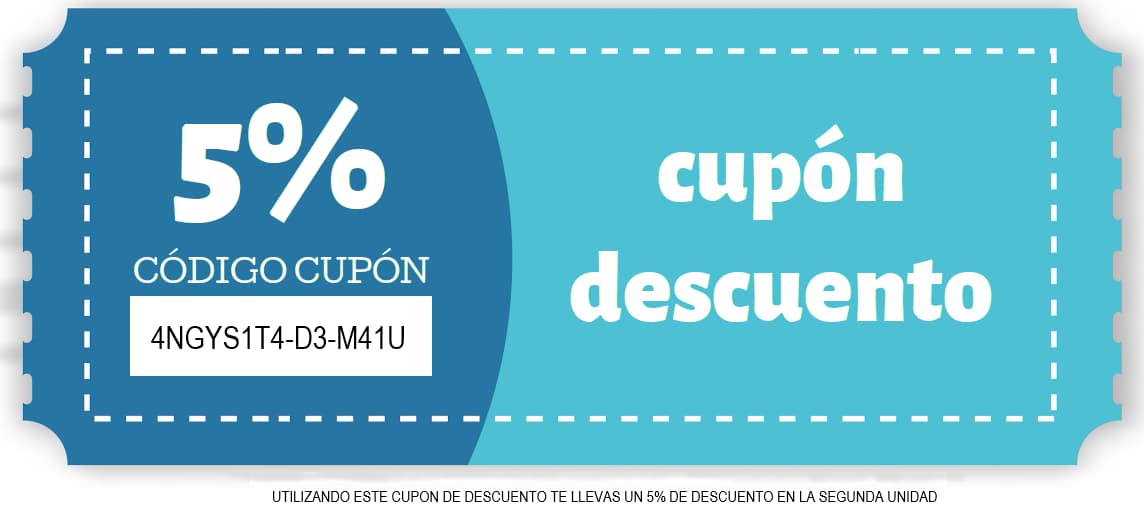 5%
CÓDIGO CUPÓN
4NGYS1T4-D3-M41U
cupón
descuento
UTILIZANDO ESTE CUPON DE DESCUENTO TE LLEVAS UN 5% DE DESCUENTO EN LA SEGUNDA UNIDAD